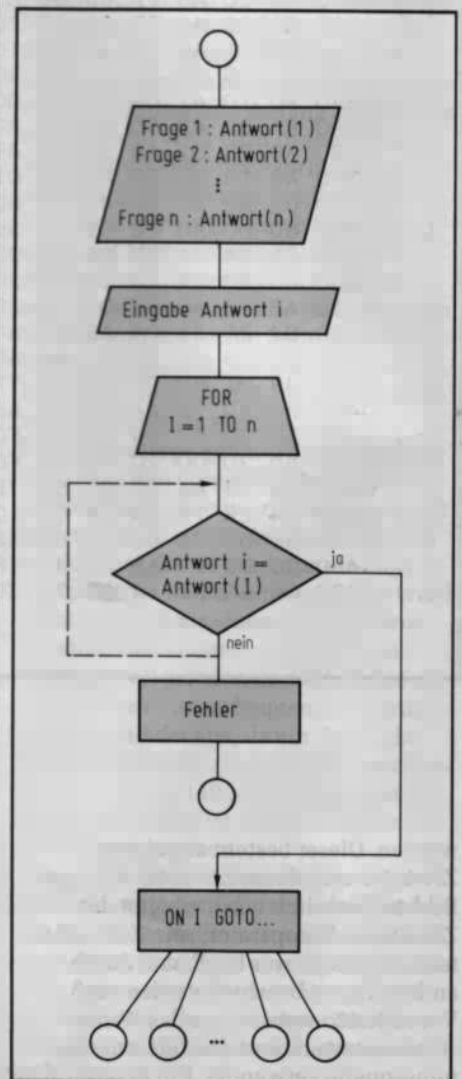 Frage 1 : Antwort(1)
Frage 2 : Antwort(2)
⋮
Frage n : Antwort(n)
Eingabe Antwort i
FOR
I = 1 TO n
Antwort i =
Antwort (I)
ja
nein
Fehler
ON I GOTO...
...